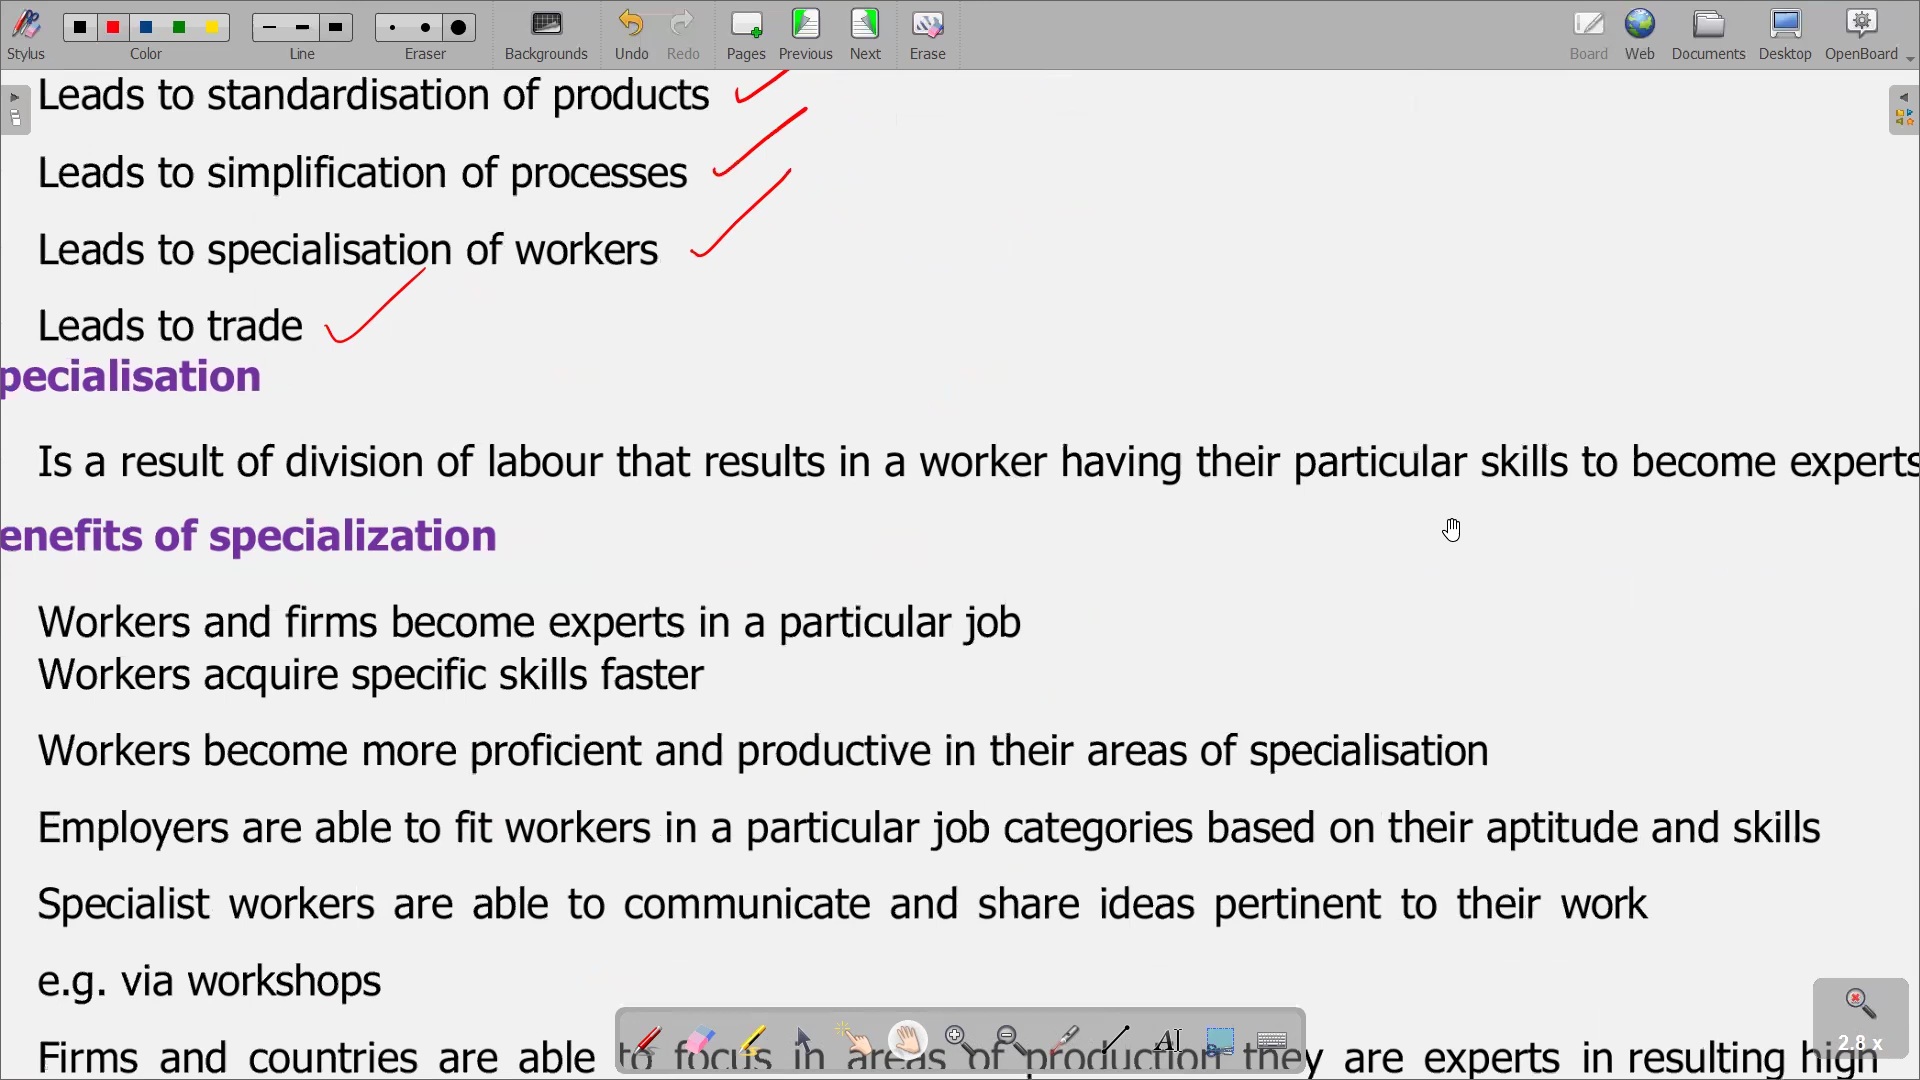 Stylus Color Line Eraser Backgrounds Undo Redo Pages Previous Next Erase Board Web Documents Desktop OpenBoard
Leads to standardisation of products
Leads to simplification of processes
Leads to specialisation of workers
Leads to trade
pecialisation
Is a result of division of labour that results in a worker having their particular skills to become experts
enefits of specialization
Workers and firms become experts in a particular job
Workers acquire specific skills faster
Workers become more proficient and productive in their areas of specialisation
Employers are able to fit workers in a particular job categories based on their aptitude and skills
Specialist workers are able to communicate and share ideas pertinent to their work
e.g. via workshops
Firms and countries are able to focus in areas of production they are experts in resulting high
2.8 x